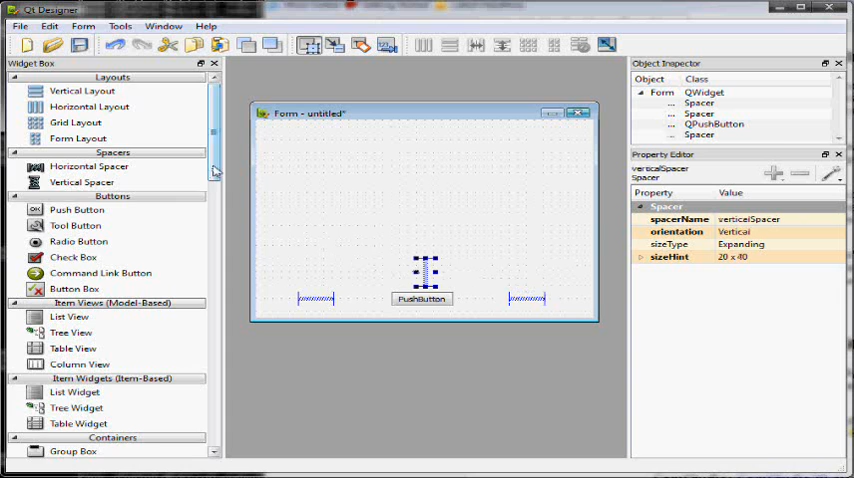 Qt Designer
File Edit Form Tools Window Help
Widget Box
Layouts
Vertical Layout
Horizontal Layout
Grid Layout
Form Layout
Spacers
Horizontal Spacer
Vertical Spacer
Buttons
Push Button
Tool Button
Radio Button
Check Box
Command Link Button
Button Box
Item Views (Model-Based)
List View
Tree View
Table View
Column View
Item Widgets (Item-Based)
List Widget
Tree Widget
Table Widget
Containers
Group Box
Form - untitled*
PushButton
Object Inspector
Object Class
Form QWidget
... Spacer
... Spacer
... QPushButton
... Spacer
Property Editor
verticalSpacer
Spacer
Property Value
Spacer
spacerName verticalSpacer
orientation Vertical
sizeType Expanding
sizeHint 20 x 40